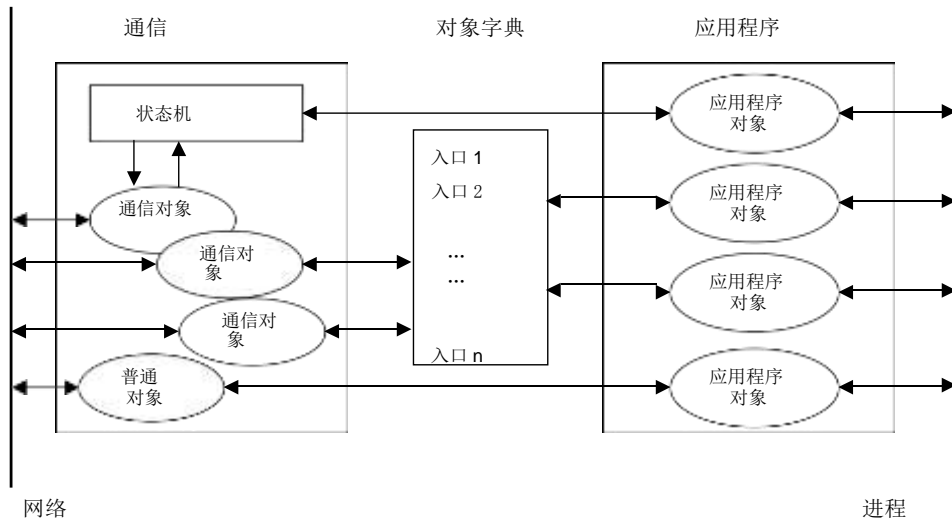 通信
对象字典
应用程序
状态机
入口 1
入口 2
...
...
入口 n
通信对象
通信对
象
通信对
象
普通
对象
应用程序
对象
应用程序
对象
应用程序
对象
应用程序
对象
网络
进程